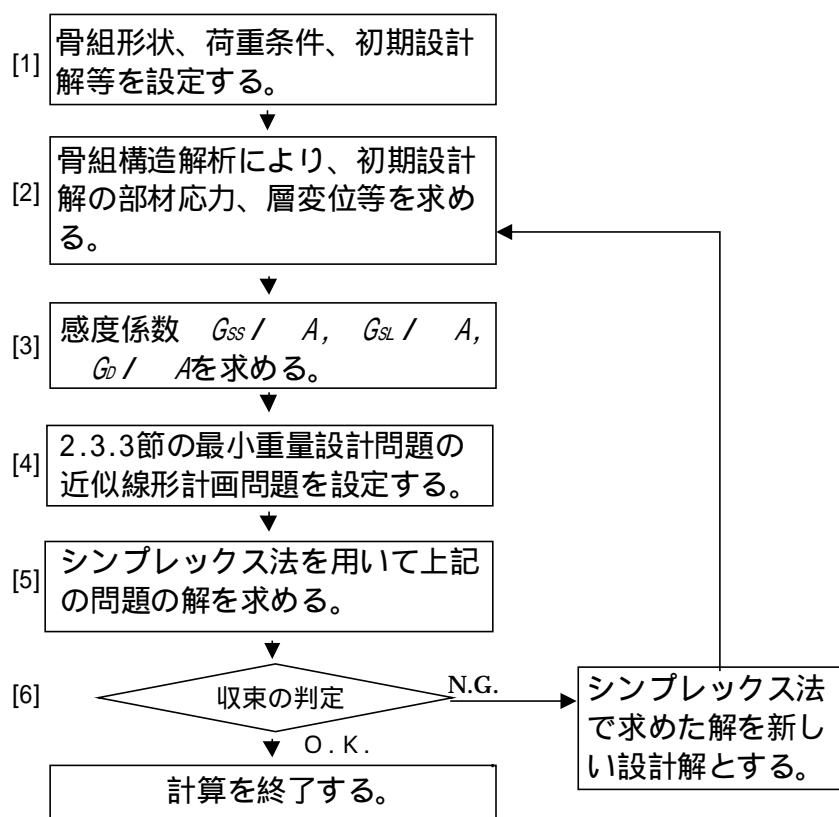 [1]
骨組形状、荷重条件、初期設計
解等を設定する。
[2]
骨組構造解析により、初期設計
解の部材応力、層変位等を求め
る。
[3]
感度係数 GSS / A, GSL / A,
GD / Aを求める。
[4]
2.3.3節の最小重量設計問題の
近似線形計画問題を設定する。
[5]
シンプレックス法を用いて上記
の問題の解を求める。
[6]
収束の判定
N.G.
シンプレックス法
で求めた解を新し
い設計解とする。
O.K.
計算を終了する。